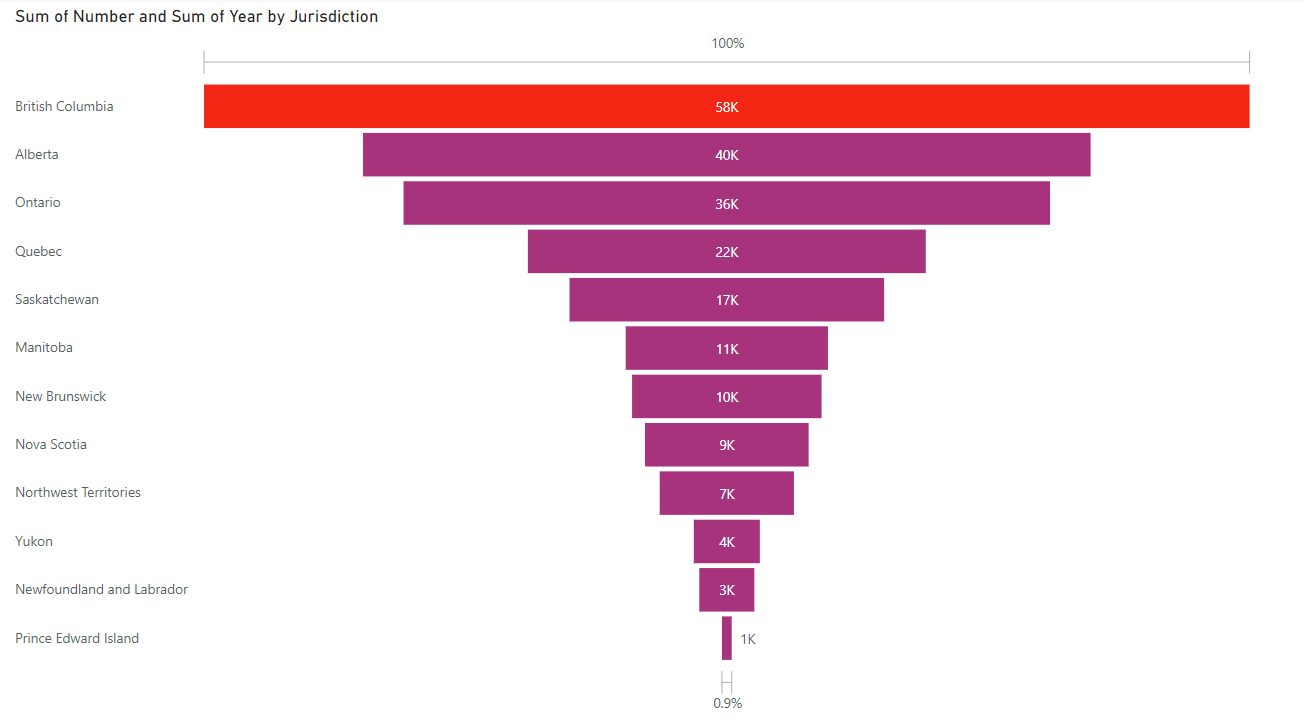 Sum of Number and Sum of Year by Jurisdiction
100%
British Columbia 58K
Alberta 40K
Ontario 36K
Quebec 22K
Saskatchewan 17K
Manitoba 11K
New Brunswick 10K
Nova Scotia 9K
Northwest Territories 7K
Yukon 4K
Newfoundland and Labrador 3K
Prince Edward Island 1K
0.9%